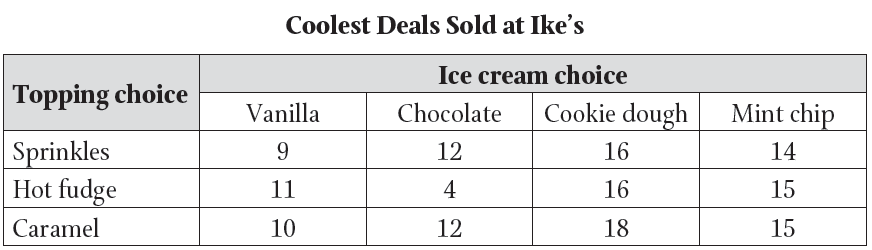 Coolest Deals Sold at Ike’s
Topping choice
Ice cream choice
Vanilla Chocolate Cookie dough Mint chip
Sprinkles 9 12 16 14
Hot fudge 11 4 16 15
Caramel 10 12 18 15